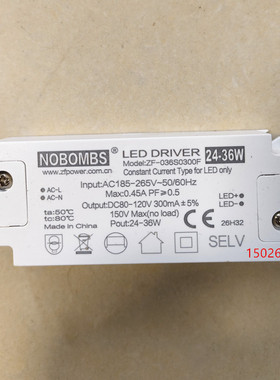 NOBOMBS® LED DRIVER 24-36W
www.zfpower.com.cn Model:ZF-036S0300F
Constant Current Type for LED only
AC-L
AC-N
Input:AC185-265V~50/60Hz
Max:0.45A PF≥0.5
Output:DC80-120V 300mA±5%
150V Max(no load)
Pout:24-36W
LED+
LED-
ta:50℃
tc:80℃
Made in China
26H32
CE
SELV
15026